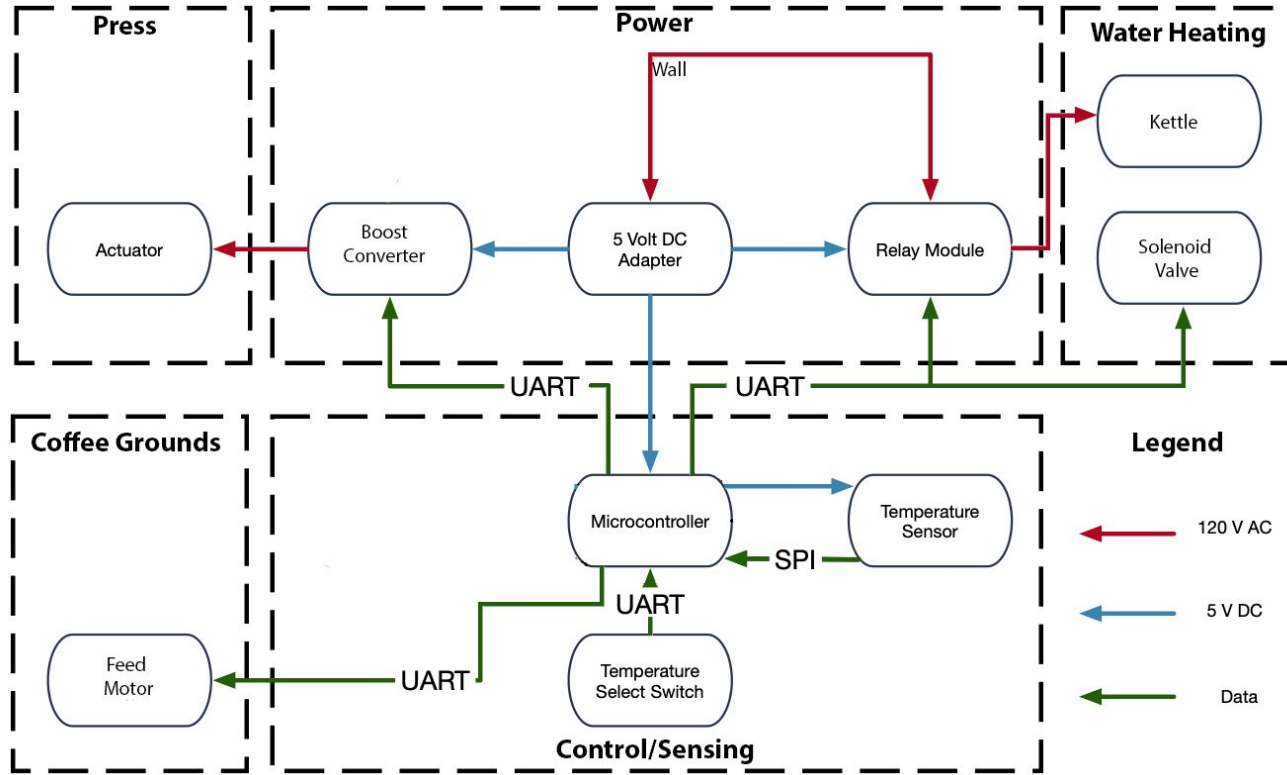 Press
Power
Water Heating
Wall
Kettle
Actuator
Boost
Converter
5 Volt DC
Adapter
Relay Module
Solenoid
Valve
UART
UART
Coffee Grounds
Legend
Microcontroller
Temperature
Sensor
120 V AC
SPI
UART
5 V DC
Feed
Motor
UART
Temperature
Select Switch
Data
Control/Sensing